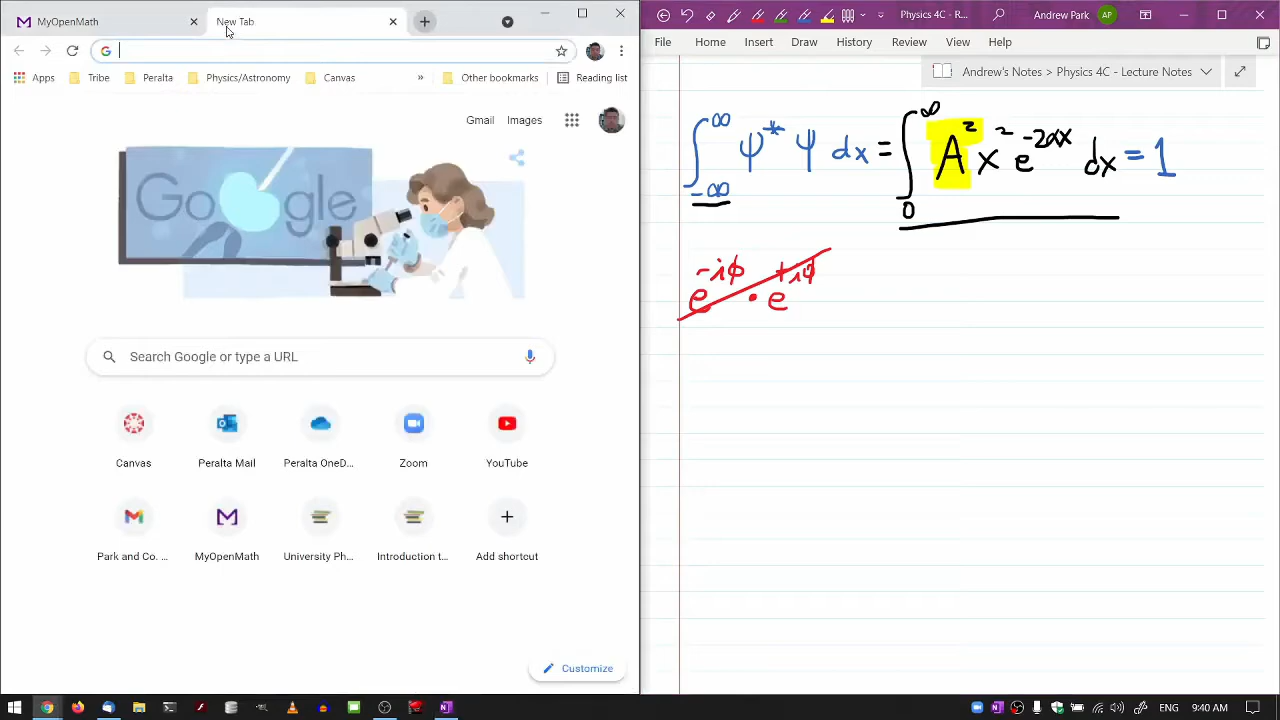 MyOpenMath
New Tab
Apps Tribe Peralta Physics/Astronomy Canvas » Other bookmarks Reading list
Gmail Images
Google
Search Google or type a URL
Canvas Peralta Mail Peralta OneD... Zoom YouTube
Park and Co. ... MyOpenMath University Ph... Introduction t... Add shortcut
Customize
Physics 4C - R... Andrew Park AP
File Home Insert Draw History Review View Help
Andrew's Notes > Physics 4C - Lecture Notes
∫_{-∞}^{∞} ψ* ψ dx = ∫_{0}^{∞} A² x² e^{-2αx} dx = 1
e^{-iφ} · e^{+iφ}
ENG 9:40 AM